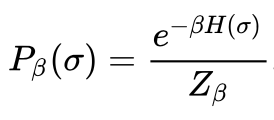 P_β(σ) = e^{-βH(σ)} / Z_β